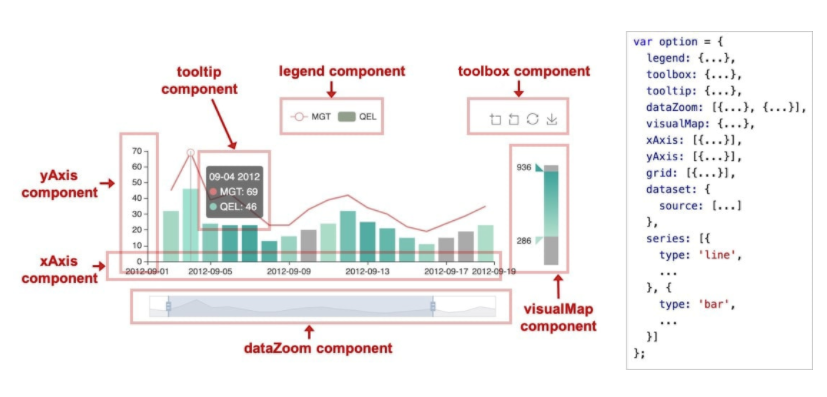 tooltip
component
legend component
toolbox component
MGT
QEL
yAxis
component
70
60
50
40
30
20
10
0
09-04 2012
MGT: 69
QEL: 46
936
286
xAxis
component
2012-09-01
2012-09-05
2012-09-09
2012-09-13
2012-09-17
2012-09-19
visualMap
component
dataZoom component
var option = {
legend: {...},
toolbox: {...},
tooltip: {...},
dataZoom: [{...}, {...}],
visualMap: {...},
xAxis: [{...}],
yAxis: [{...}],
grid: [{...}],
dataset: {
source: [...]
},
series: [{
type: 'line',
...
}, {
type: 'bar',
...
}]
};